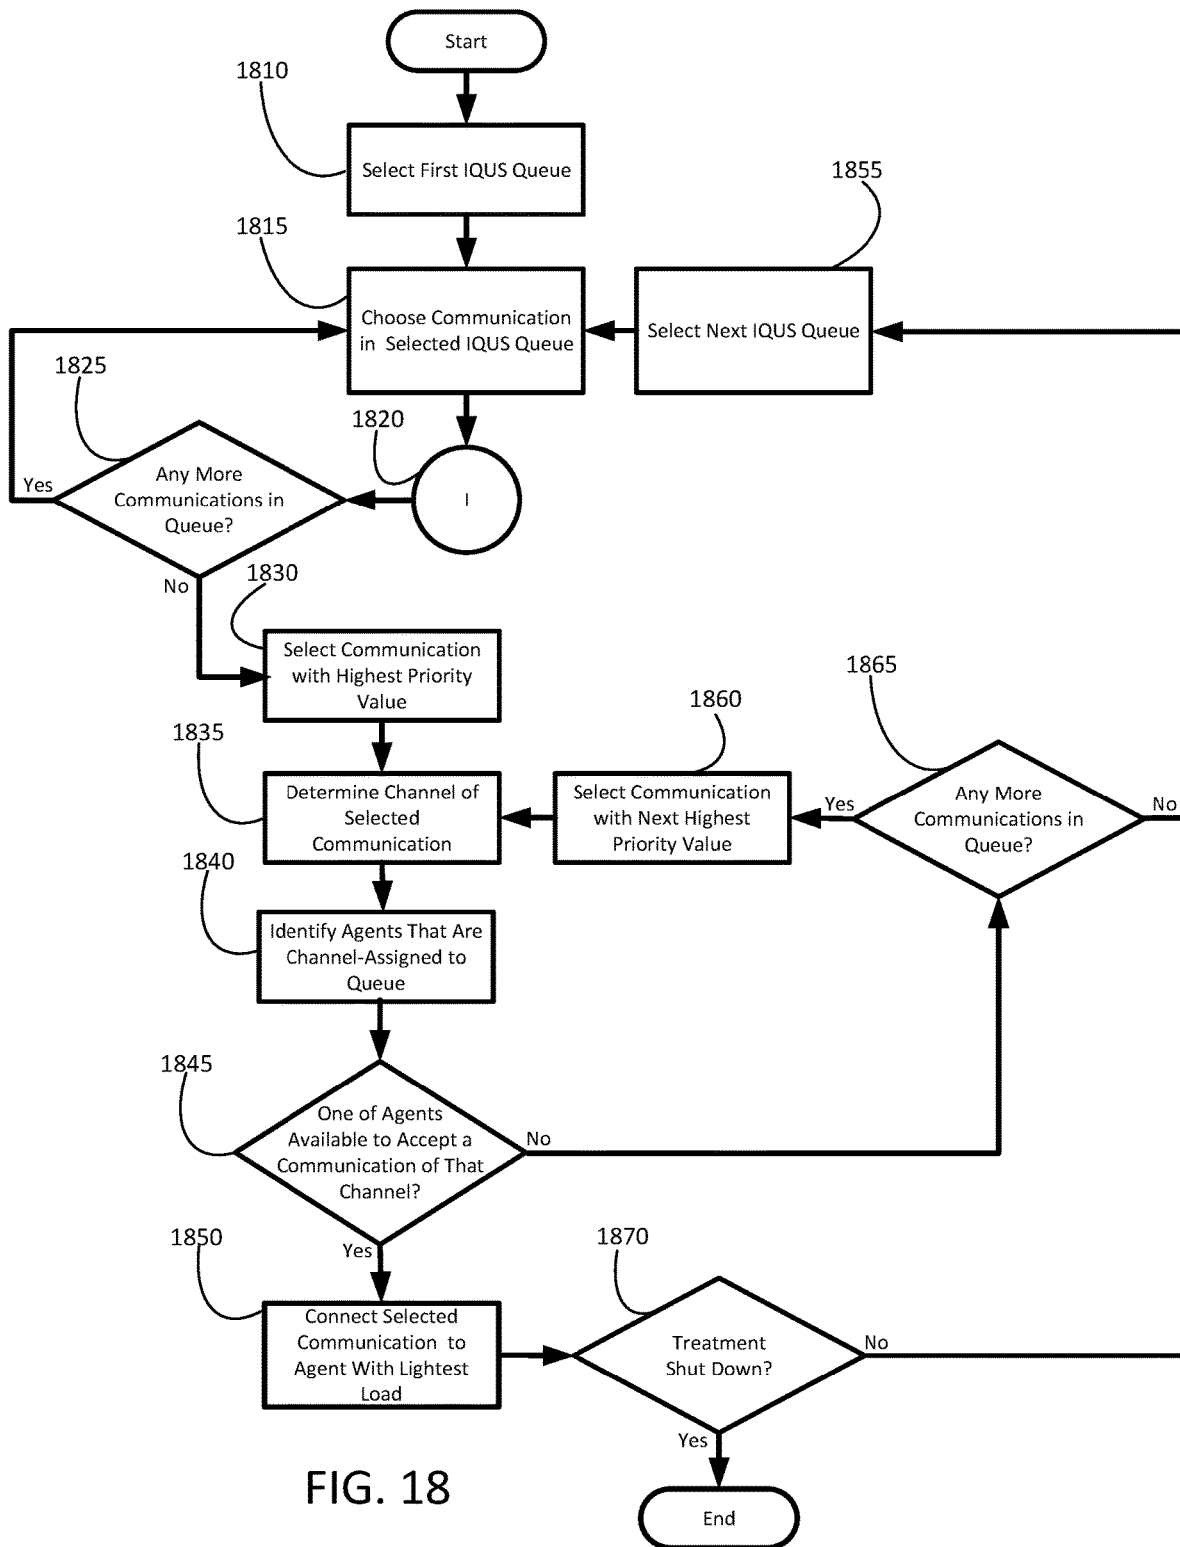 Start
1810
Select First IQUS Queue
1855
1815
Choose Communication
in Selected IQUS Queue
Select Next IQUS Queue
1825
1820
Any More
Communications in
Queue?
Yes
I
No
1830
Select Communication
with Highest Priority
Value
1865
1860
1835
Determine Channel of
Selected
Communication
Select Communication
with Next Highest
Priority Value
Yes
Any More
Communications in
Queue?
No
1840
Identify Agents That Are
Channel-Assigned to
Queue
1845
One of Agents
Available to Accept a
Communication of That
Channel?
No
Yes
1850
1870
Connect Selected
Communication to
Agent With Lightest
Load
Treatment
Shut Down?
No
Yes
FIG. 18
End